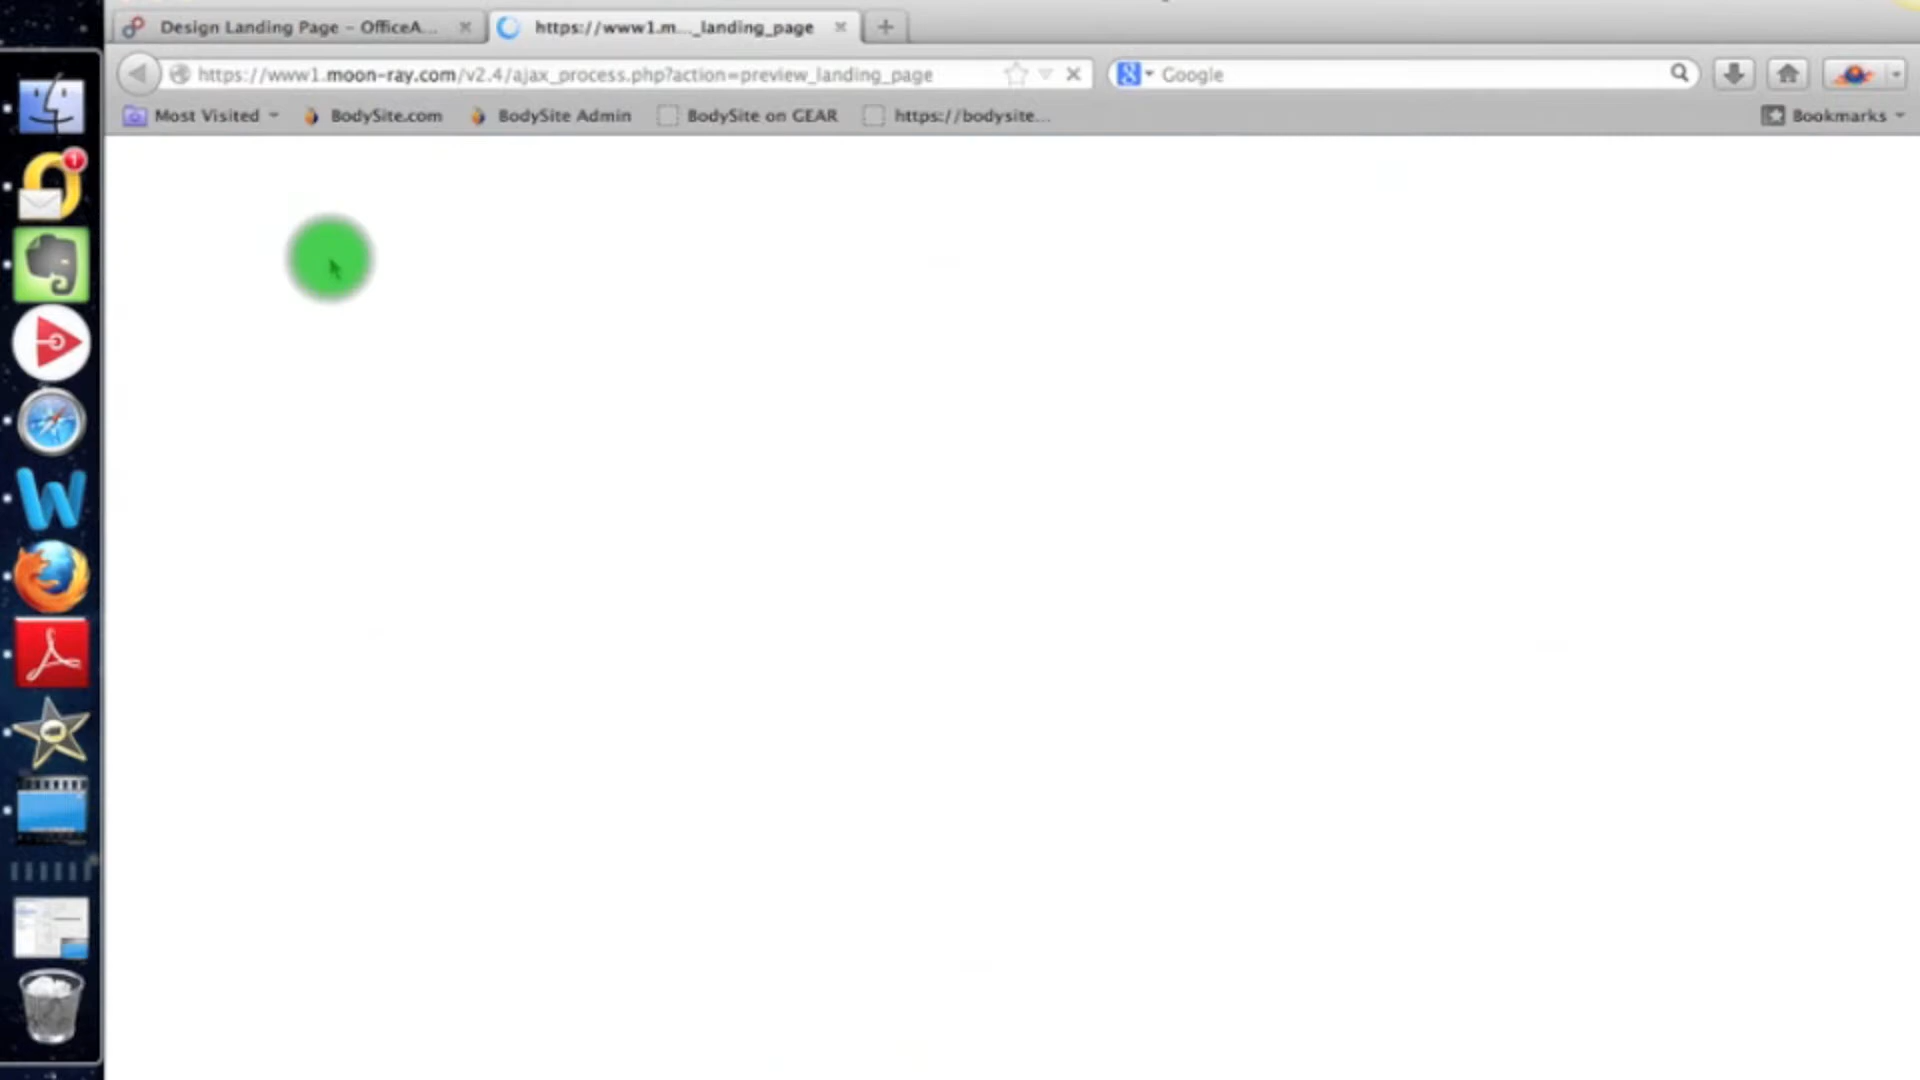 Design Landing Page – OfficeA...
https://www1.m..._landing_page
https://www1.moon-ray.com/v2.4/ajax_process.php?action=preview_landing_page
Google
Most Visited
BodySite.com
BodySite Admin
BodySite on GEAR
https://bodysite...
Bookmarks
1